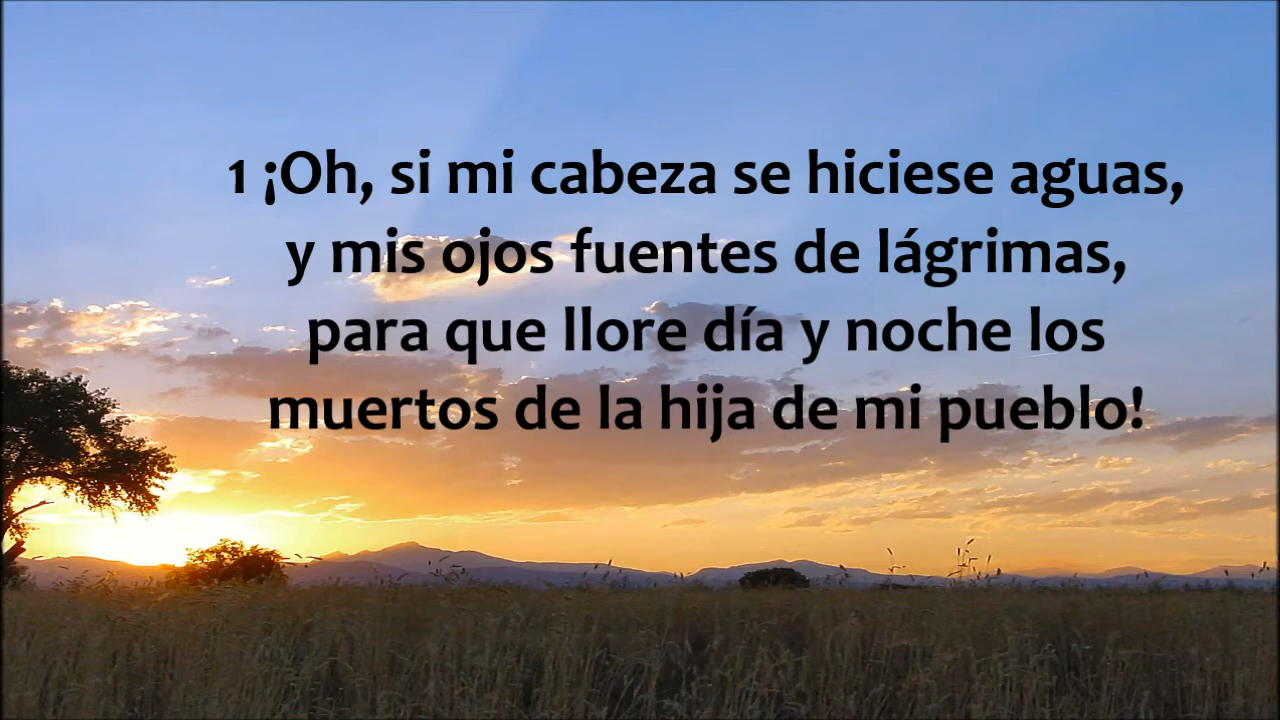 1 ¡Oh, si mi cabeza se hiciese aguas,
y mis ojos fuentes de lágrimas,
para que llore día y noche los
muertos de la hija de mi pueblo!